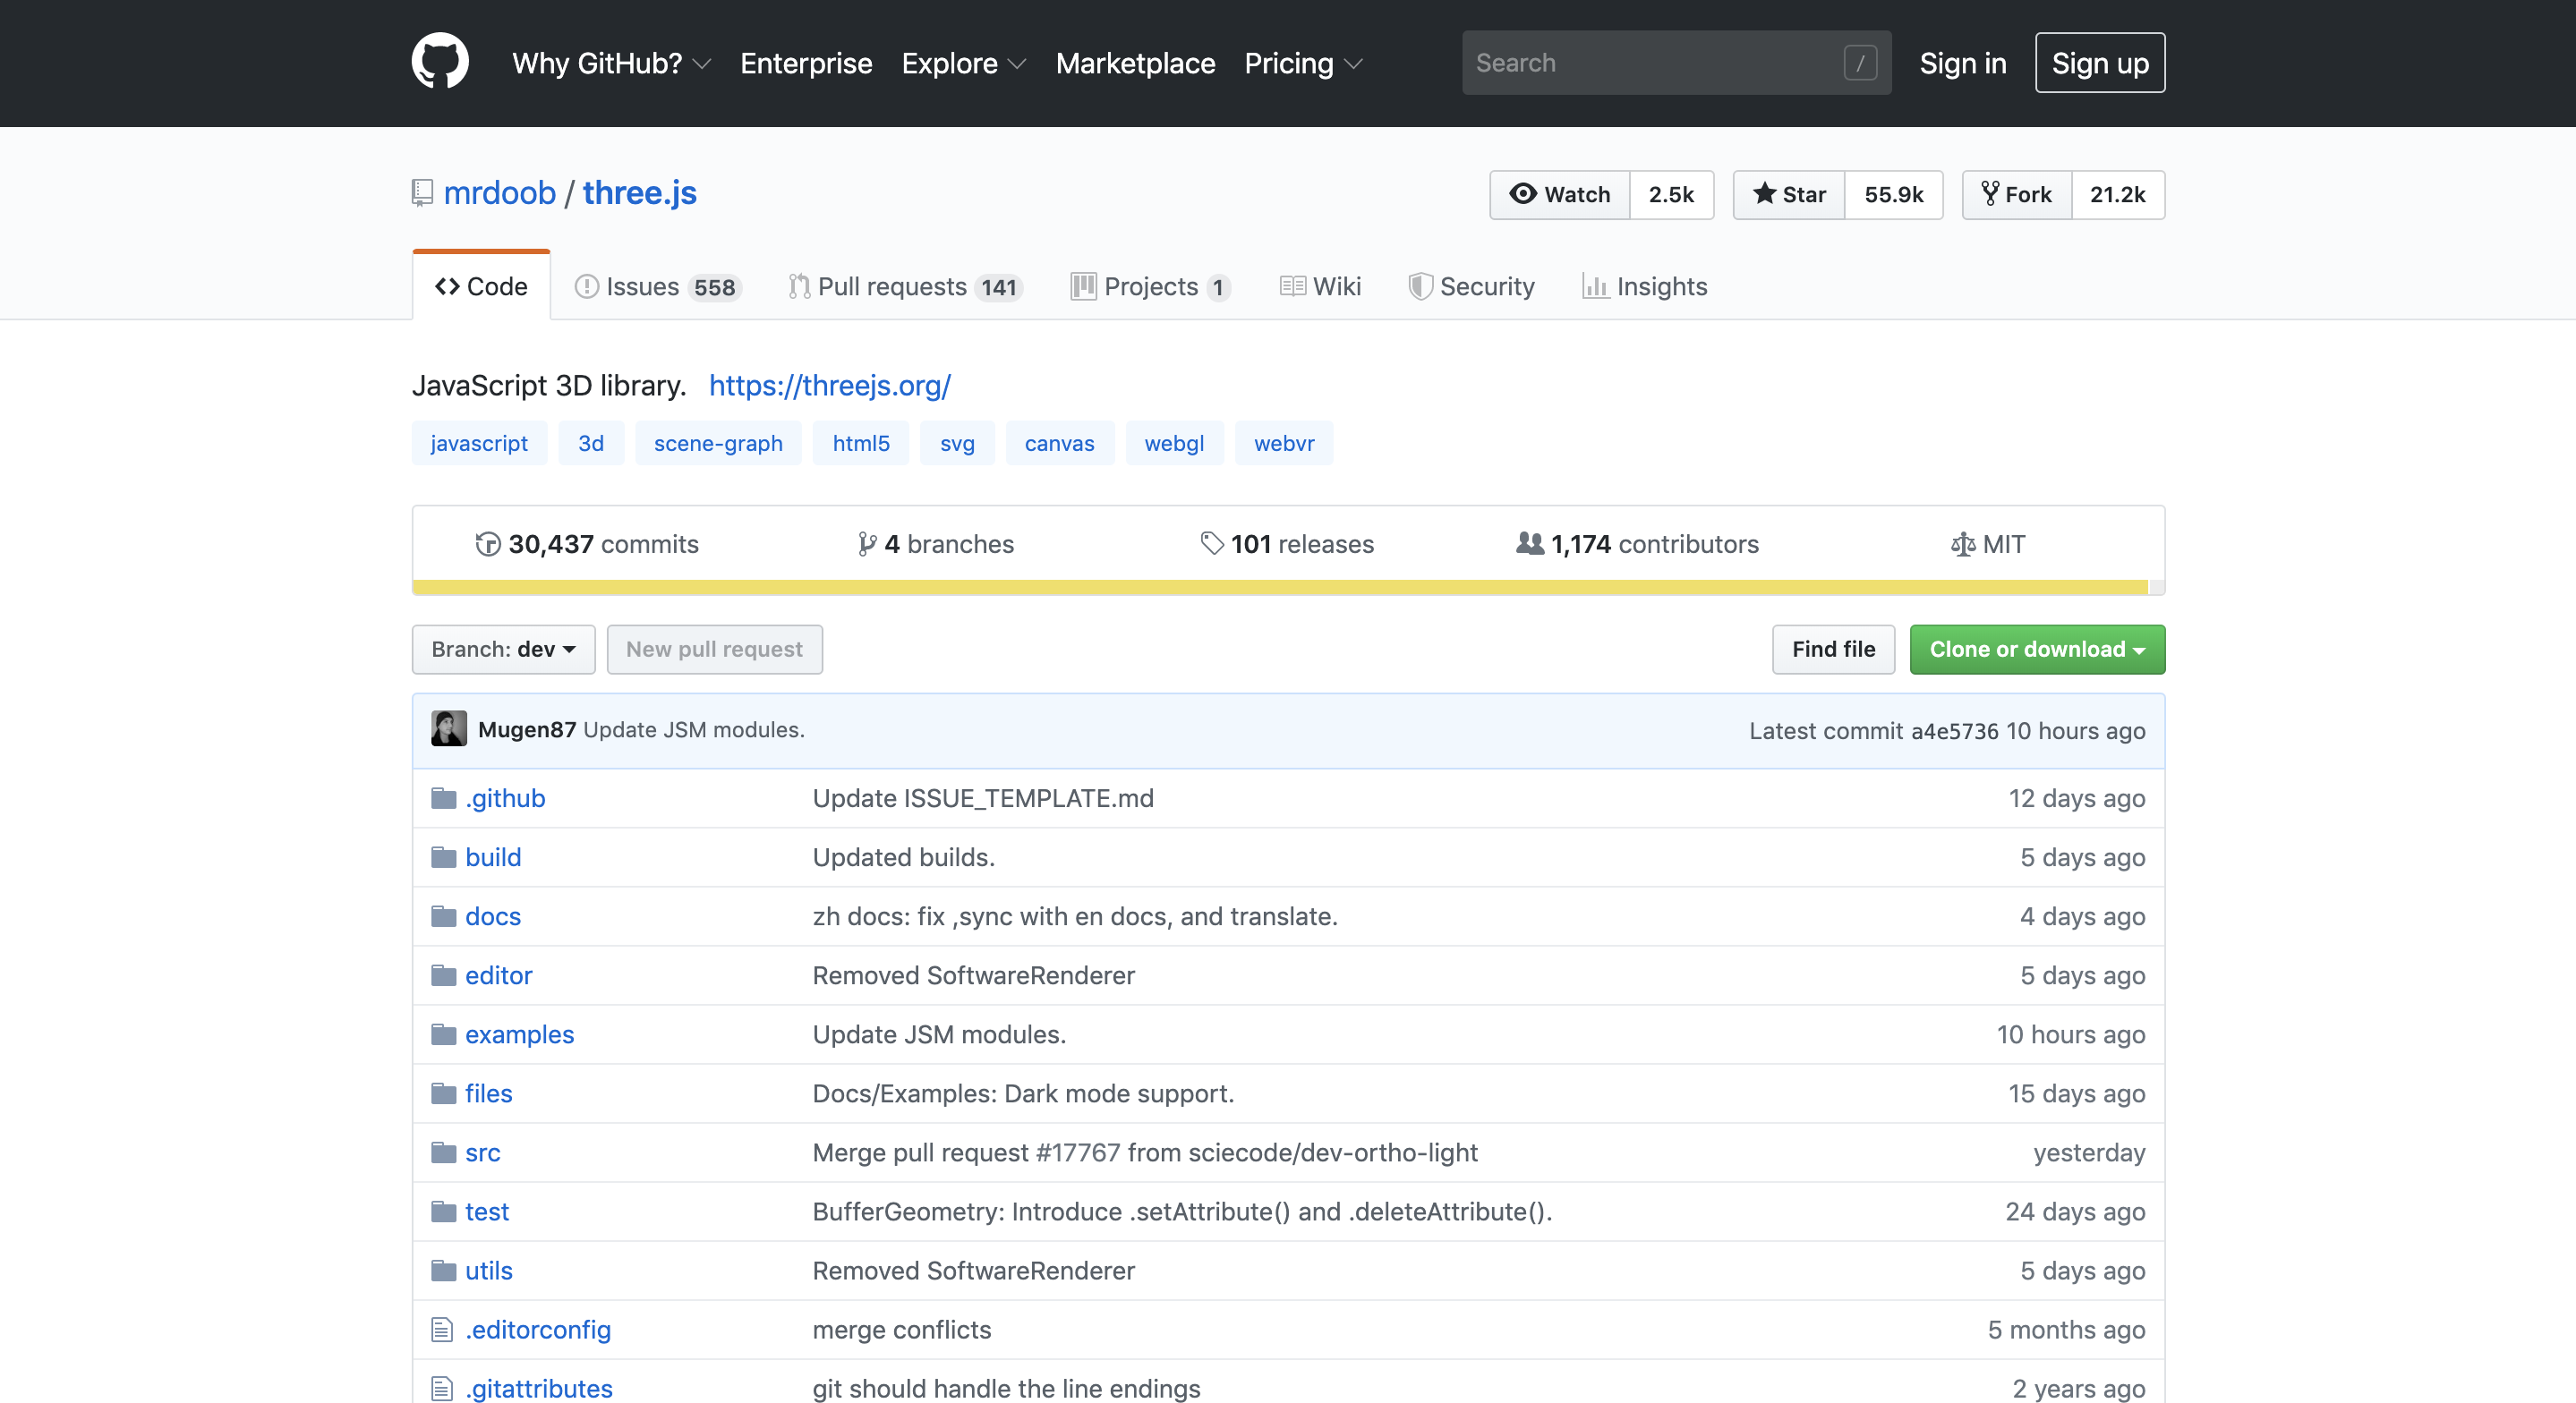 Why GitHub? Enterprise Explore Marketplace Pricing Search / Sign in Sign up
mrdoob / three.js Watch 2.5k Star 55.9k Fork 21.2k
Code Issues 558 Pull requests 141 Projects 1 Wiki Security Insights
JavaScript 3D library. https://threejs.org/
javascript 3d scene-graph html5 svg canvas webgl webvr
30,437 commits 4 branches 101 releases 1,174 contributors MIT
Branch: dev New pull request Find file Clone or download
Mugen87 Update JSM modules. Latest commit a4e5736 10 hours ago
.github Update ISSUE_TEMPLATE.md 12 days ago
build Updated builds. 5 days ago
docs zh docs: fix ,sync with en docs, and translate. 4 days ago
editor Removed SoftwareRenderer 5 days ago
examples Update JSM modules. 10 hours ago
files Docs/Examples: Dark mode support. 15 days ago
src Merge pull request #17767 from sciecode/dev-ortho-light yesterday
test BufferGeometry: Introduce .setAttribute() and .deleteAttribute(). 24 days ago
utils Removed SoftwareRenderer 5 days ago
.editorconfig merge conflicts 5 months ago
.gitattributes git should handle the line endings 2 years ago